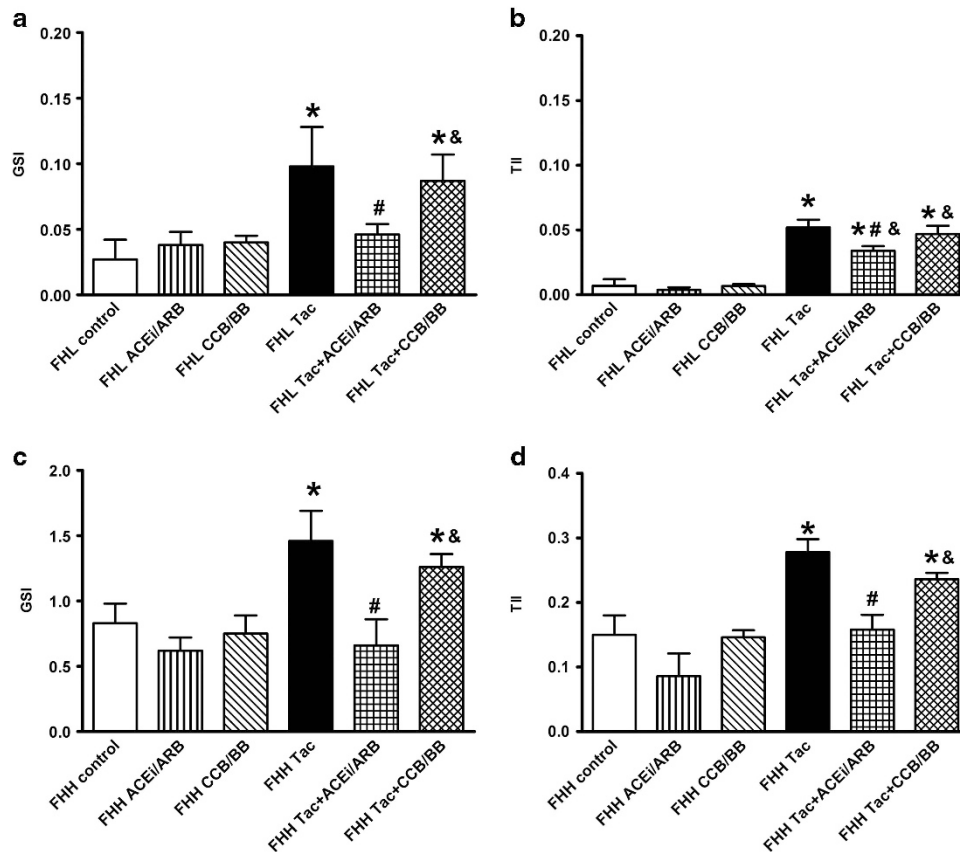 a
0.20
0.15
0.10
0.05
0.00
GSI
*
#
* &
FHL control
FHL ACEi/ARB
FHL CCB/BB
FHL Tac
FHL Tac+ACEi/ARB
FHL Tac+CCB/BB
b
0.20
0.15
0.10
0.05
0.00
TII
*
* # &
* &
FHL control
FHL ACEi/ARB
FHL CCB/BB
FHL Tac
FHL Tac+ACEi/ARB
FHL Tac+CCB/BB
c
2.0
1.5
1.0
0.5
0.0
GSI
*
#
* &
FHH control
FHH ACEi/ARB
FHH CCB/BB
FHH Tac
FHH Tac+ACEi/ARB
FHH Tac+CCB/BB
d
0.4
0.3
0.2
0.1
0.0
TII
*
#
* &
FHH control
FHH ACEi/ARB
FHH CCB/BB
FHH Tac
FHH Tac+ACEi/ARB
FHH Tac+CCB/BB